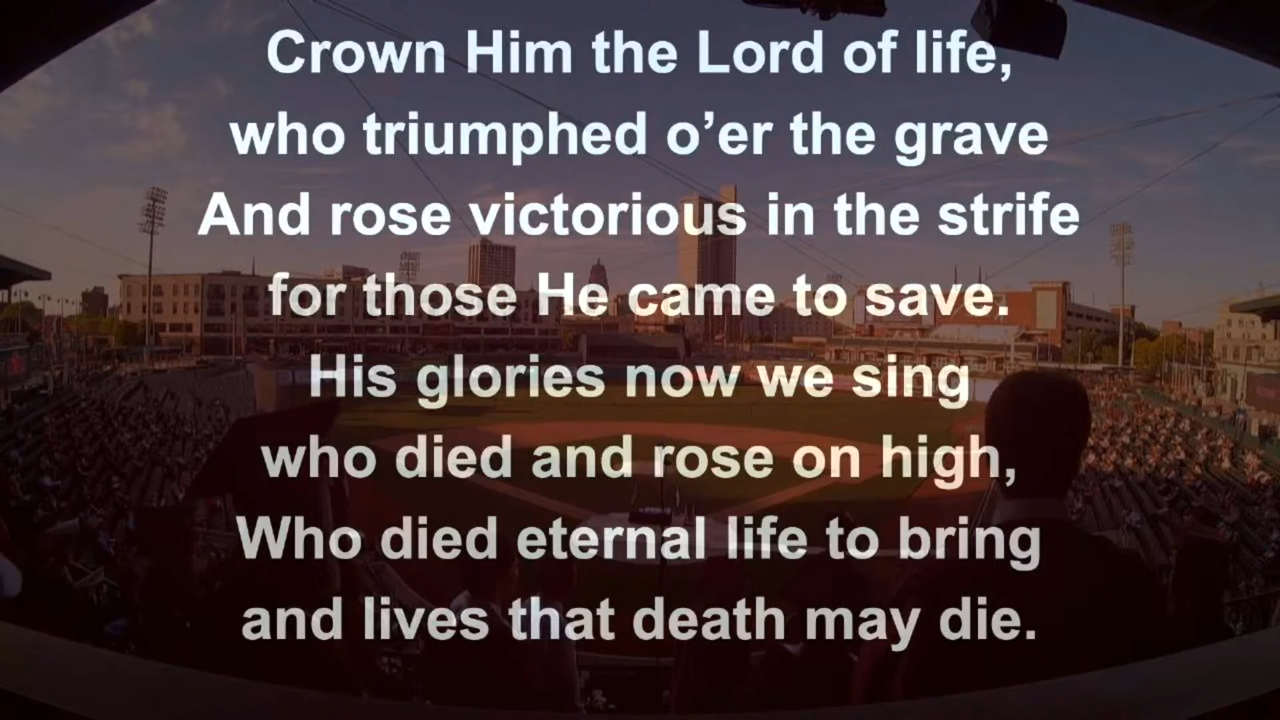 Crown Him the Lord of life,
who triumphed o’er the grave
And rose victorious in the strife
for those He came to save.
His glories now we sing
who died and rose on high,
Who died eternal life to bring
and lives that death may die.